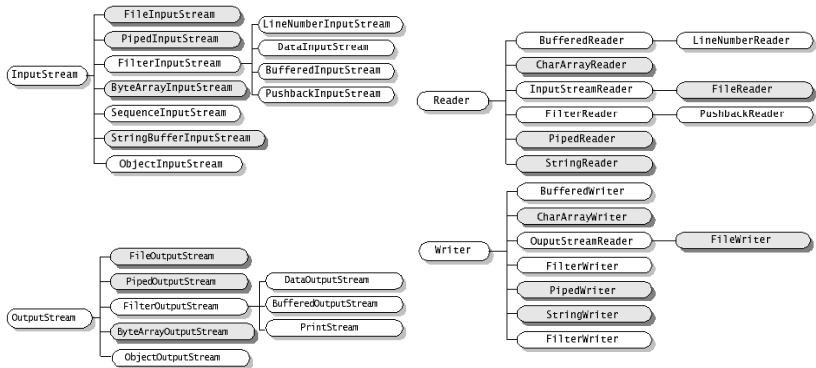 InputStream
FileInputStream
PipedInputStream
FilterInputStream
ByteArrayInputStream
SequenceInputStream
StringBufferInputStream
ObjectInputStream
LineNumberInputStream
DataInputStream
BufferedInputStream
PushbackInputStream
OutputStream
FileOutputStream
PipedOutputStream
FilterOutputStream
ByteArrayOutputStream
ObjectOutputStream
DataOutputStream
BufferedOutputStream
PrintStream
Reader
BufferedReader
LineNumberReader
CharArrayReader
InputStreamReader
FileReader
FilterReader
PushbackReader
PipedReader
StringReader
Writer
BufferedWriter
CharArrayWriter
OuputStreamReader
FileWriter
FilterWriter
PipedWriter
StringWriter
FilterWriter